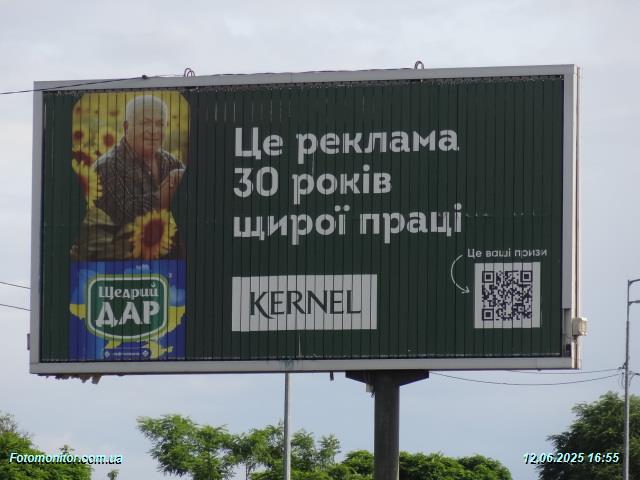 Це реклама
30 років
щирої праці
Це ваші призи
KERNEL
Щедрий
ДАР
Fotomonitor.com.ua
12.06.2025 16:55